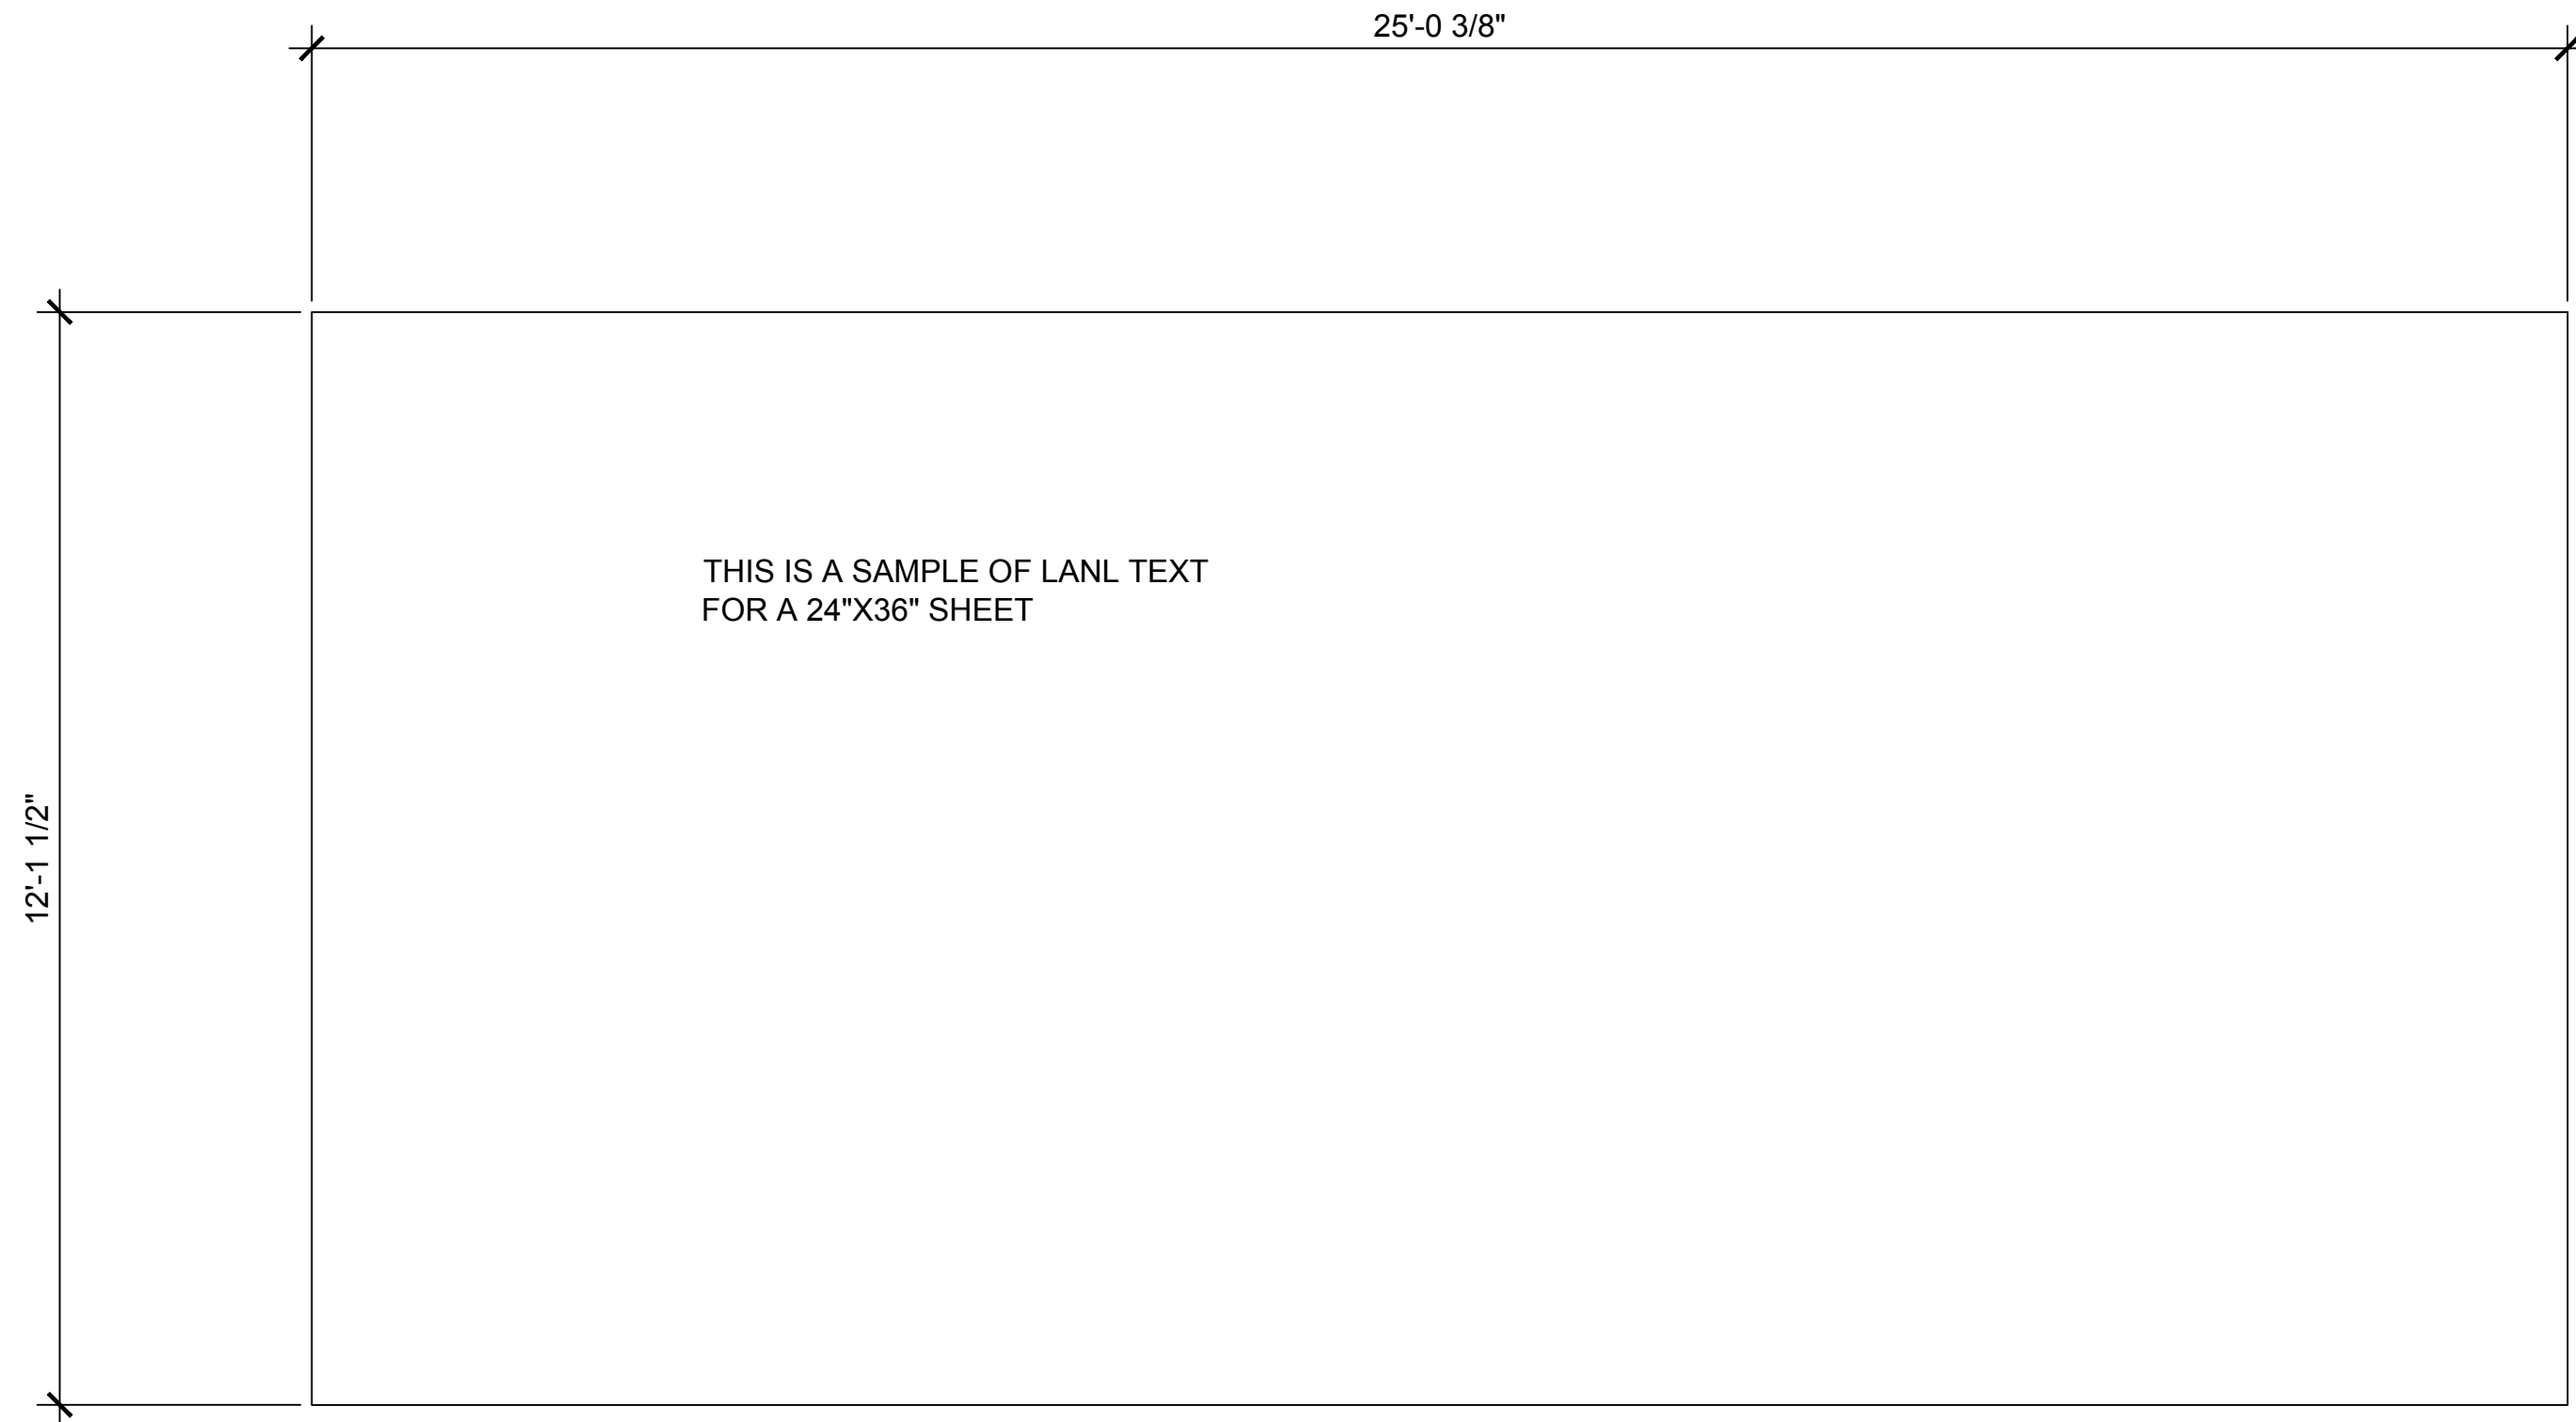 25'-0 3/8"
THIS IS A SAMPLE OF LANL TEXT
FOR A 24"X36" SHEET
12'-1 1/2"